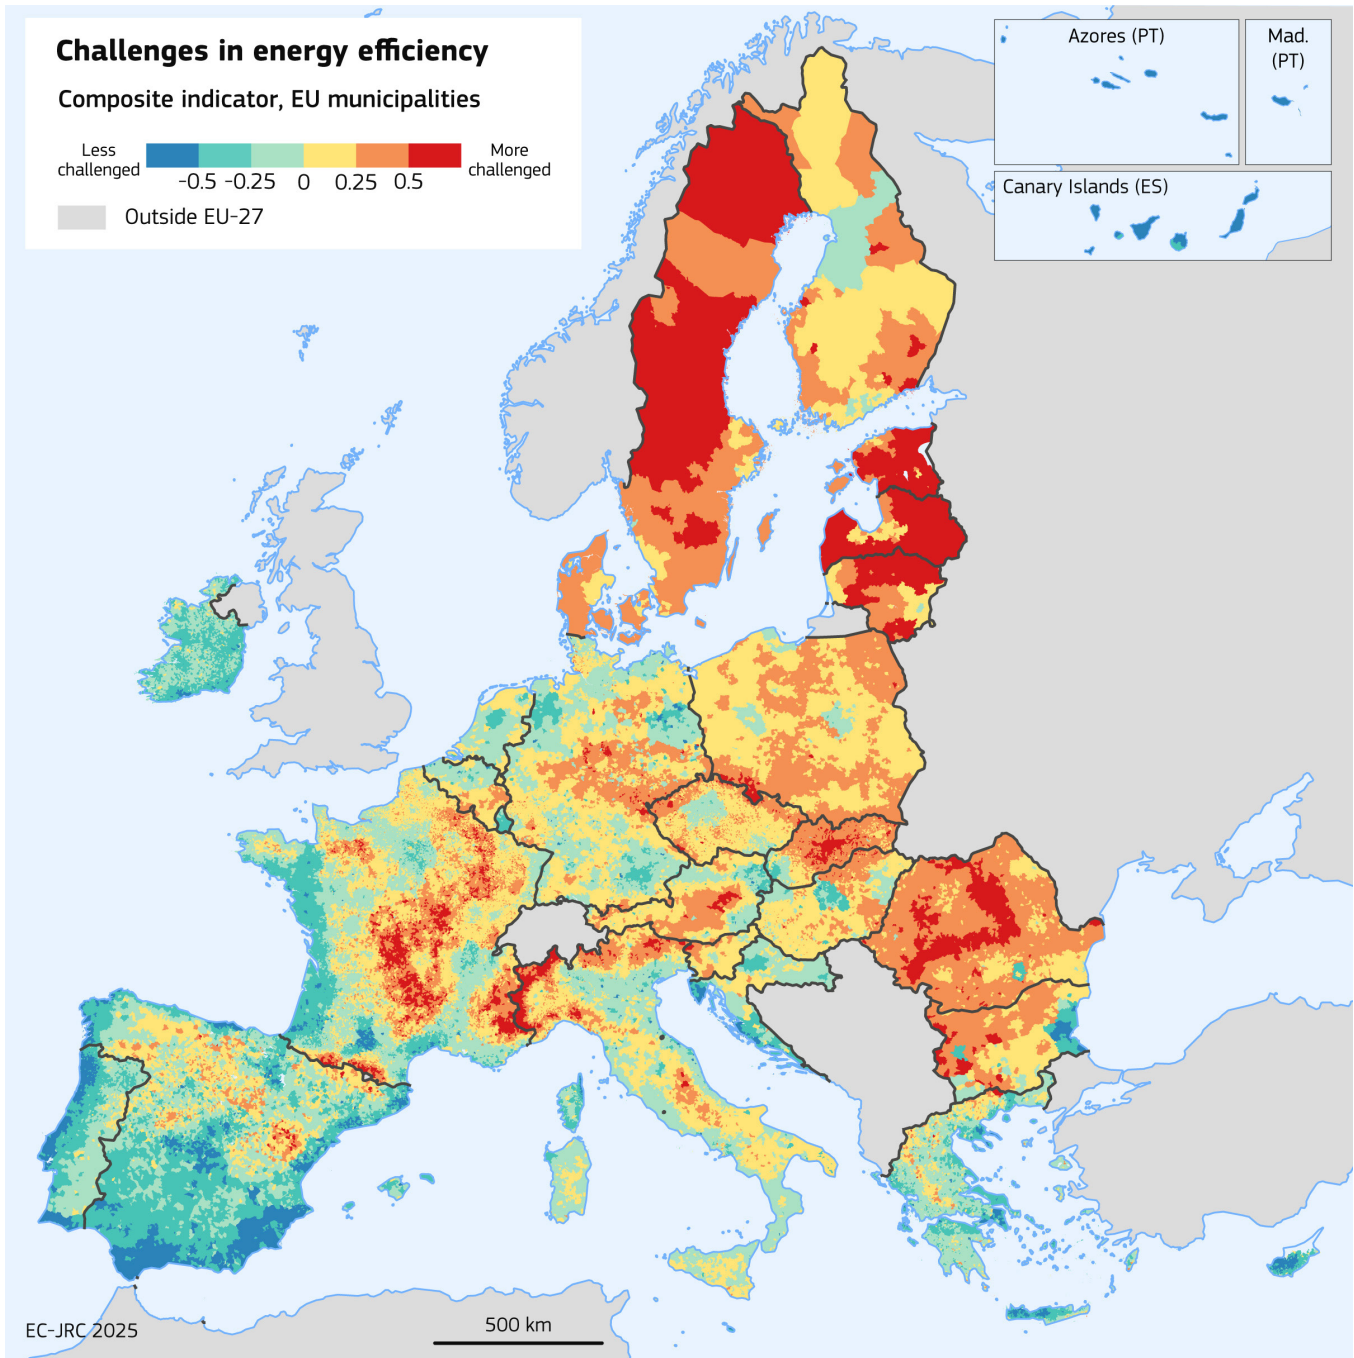 Challenges in energy efficiency
Composite indicator, EU municipalities
Less challenged
More challenged
-0.5 -0.25 0 0.25 0.5
Outside EU-27
Azores (PT)
Mad. (PT)
Canary Islands (ES)
500 km
EC-JRC 2025